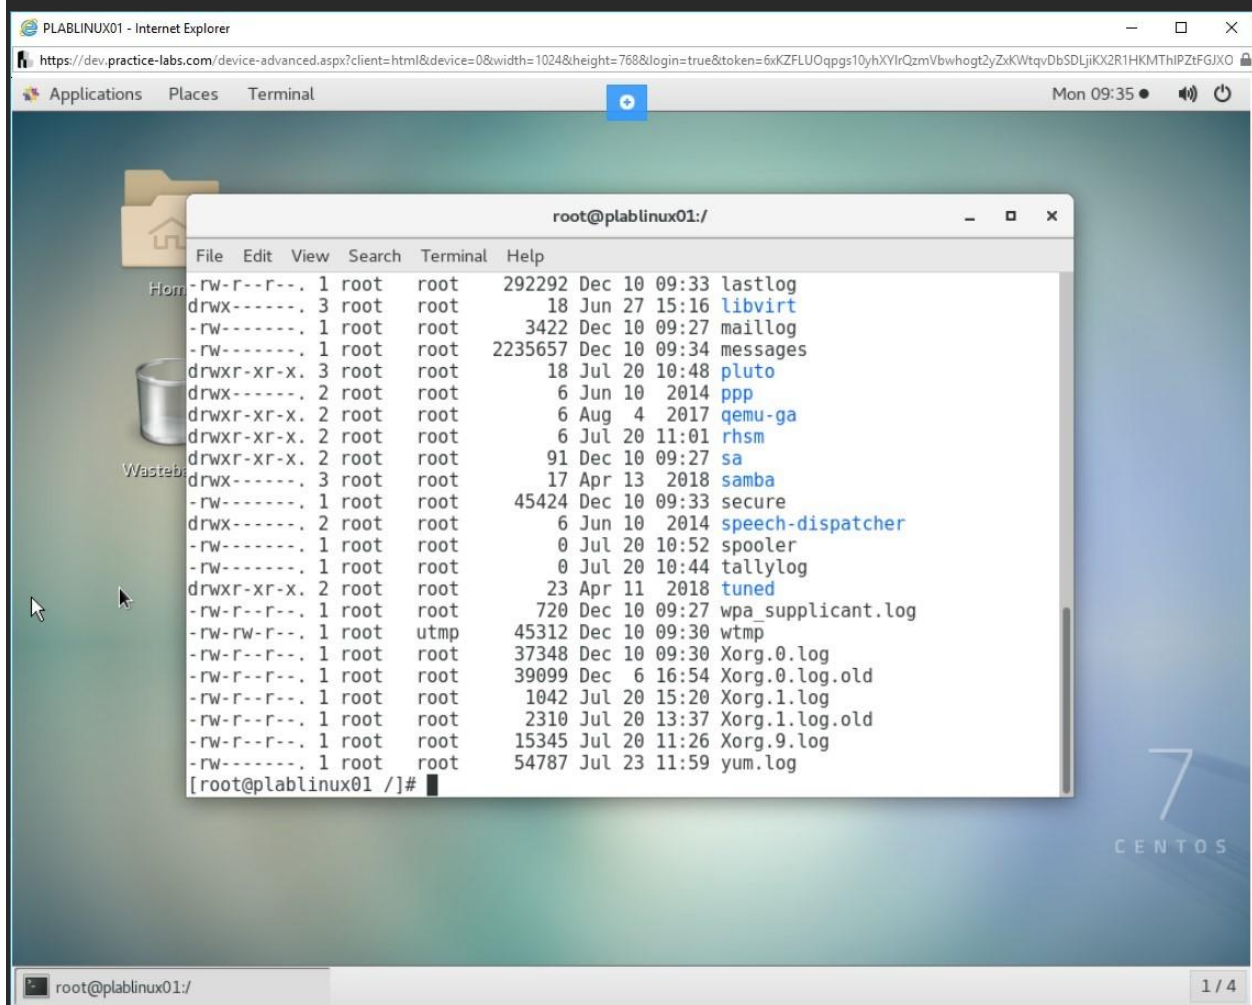 PLABLINUX01 - Internet Explorer
https://dev.practice-labs.com/device-advanced.aspx?client=html&device=0&width=1024&height=768&login=true&token=
Applications Places Terminal Mon 09:35
root@plablinux01:/
File Edit View Search Terminal Help
-rw-r--r--. 1 root root 292292 Dec 10 09:33 lastlog
drwx------. 3 root root 18 Jun 27 15:16 libvirt
-rw-------. 1 root root 3422 Dec 10 09:27 maillog
-rw-------. 1 root root 2235657 Dec 10 09:34 messages
drwxr-xr-x. 3 root root 18 Jul 20 10:48 pluto
drwx------. 2 root root 6 Jun 10 2014 ppp
drwxr-xr-x. 2 root root 6 Aug 4 2017 qemu-ga
drwxr-xr-x. 2 root root 6 Jul 20 11:01 rhsm
drwxr-xr-x. 2 root root 91 Dec 10 09:27 sa
drwx------. 3 root root 17 Apr 13 2018 samba
-rw-------. 1 root root 45424 Dec 10 09:33 secure
drwx------. 2 root root 6 Jun 10 2014 speech-dispatcher
-rw-------. 1 root root 0 Jul 20 10:52 spooler
-rw-------. 1 root root 0 Jul 20 10:44 tallylog
drwxr-xr-x. 2 root root 23 Apr 11 2018 tuned
-rw-r--r--. 1 root root 720 Dec 10 09:27 wpa_supplicant.log
-rw-rw-r--. 1 root utmp 45312 Dec 10 09:30 wtmp
-rw-r--r--. 1 root root 37348 Dec 10 09:30 Xorg.0.log
-rw-r--r--. 1 root root 39099 Dec 6 16:54 Xorg.0.log.old
-rw-r--r--. 1 root root 1042 Jul 20 15:20 Xorg.1.log
-rw-r--r--. 1 root root 2310 Jul 20 13:37 Xorg.1.log.old
-rw-r--r--. 1 root root 15345 Jul 20 11:26 Xorg.9.log
-rw-------. 1 root root 54787 Jul 23 11:59 yum.log
[root@plablinux01 /]#
Hom
Wasteb
7
CENTOS
root@plablinux01:/
1 / 4